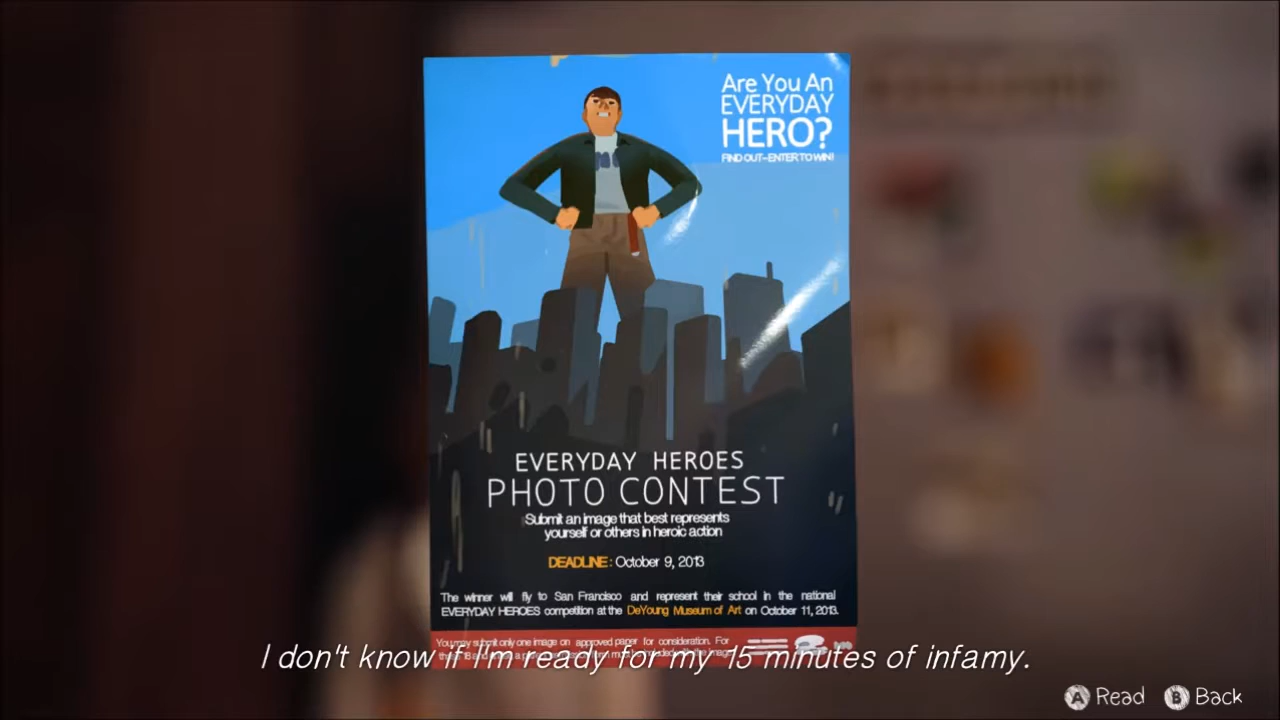 Are You An
EVERYDAY
HERO?
FIND OUT-ENTER TO WIN!
EVERYDAY HEROES
PHOTO CONTEST
Submit an image that best represents
yourself or others in heroic action
DEADLINE: October 9, 2013
The winner will fly to San Francisco and represent their school in the national
EVERYDAY HEROES competition at the DeYoung Museum of Art on October 11, 2013.
You may submit only one image on approved paper for consideration. For
I don't know if I'm ready for my 15 minutes of infamy.
A Read B Back